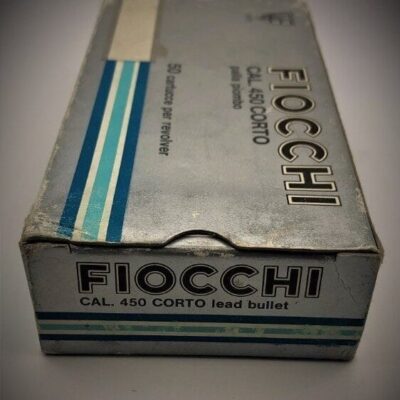 FIOCCHI
CAL. 450 CORTO
palla piombo
50 cartucce per revolver
FIOCCHI
CAL. 450 CORTO lead bullet